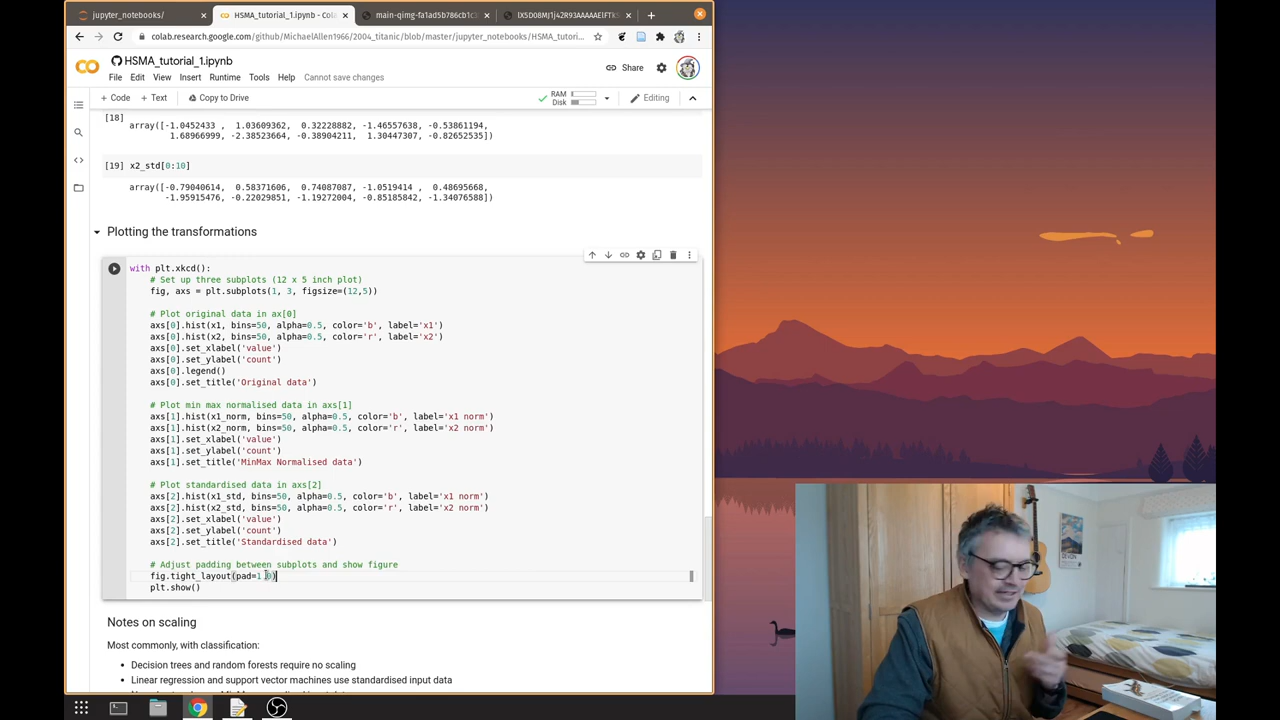 jupyter_notebooks/
HSMA_tutorial_1.ipynb - Cola
main-qimg-fa1ad5b786cb1c
colab.research.google.com/github/MichaelAllen1966/2004_titanic/blob/master/jupyter_notebooks/HSMA_tutori...
HSMA_tutorial_1.ipynb
Share
File Edit View Insert Runtime Tools Help Cannot save changes
+ Code + Text Copy to Drive RAM Disk Editing
[18]
array([-1.0452433 , 1.03609362, 0.32228882, -1.46557638, -0.53861194,
1.68966999, -2.38523664, -0.38904211, 1.30447307, -0.82652535])
[19] x2_std[0:10]
array([-0.79040614, 0.58371606, 0.74087087, -1.0519414 , 0.48695668,
-1.95915476, -0.22029851, -1.19272004, -0.85185842, -1.34076588])
Plotting the transformations
with plt.xkcd():
# Set up three subplots (12 x 5 inch plot)
fig, axs = plt.subplots(1, 3, figsize=(12,5))
# Plot original data in ax[0]
axs[0].hist(x1, bins=50, alpha=0.5, color='b', label='x1')
axs[0].hist(x2, bins=50, alpha=0.5, color='r', label='x2')
axs[0].set_xlabel('value')
axs[0].set_ylabel('count')
axs[0].legend()
axs[0].set_title('Original data')
# Plot min max normalised data in axs[1]
axs[1].hist(x1_norm, bins=50, alpha=0.5, color='b', label='x1 norm')
axs[1].hist(x2_norm, bins=50, alpha=0.5, color='r', label='x2 norm')
axs[1].set_xlabel('value')
axs[1].set_ylabel('count')
axs[1].set_title('MinMax Normalised data')
# Plot standardised data in axs[2]
axs[2].hist(x1_std, bins=50, alpha=0.5, color='b', label='x1 norm')
axs[2].hist(x2_std, bins=50, alpha=0.5, color='r', label='x2 norm')
axs[2].set_xlabel('value')
axs[2].set_ylabel('count')
axs[2].set_title('Standardised data')
# Adjust padding between subplots and show figure
fig.tight_layout(pad=1.0)
plt.show()
Notes on scaling
Most commonly, with classification:
• Decision trees and random forests require no scaling
• Linear regression and support vector machines use standardised input data
DEVON